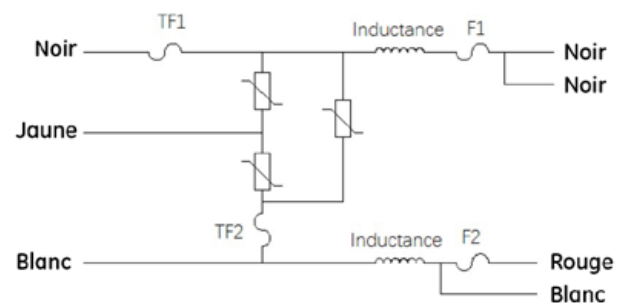 TF1
Inductance F1
Noir
Noir
Noir
Jaune
TF2
Inductance F2
Blanc
Rouge
Blanc